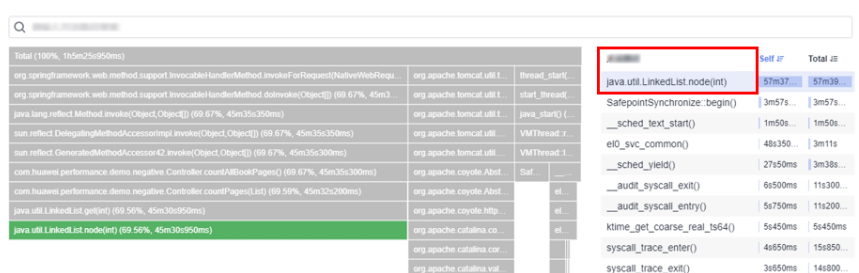 Total (100%, 1h5m25s950ms)
org.springframework.web.method.support.InvocableHandlerMethod.invokeForRequest(NativeWebRequ... org.apache.tomcat.util.t... thread_start(...
org.springframework.web.method.support.InvocableHandlerMethod.doInvoke(Object[]) (69.67%, 45m3... org.apache.tomcat.util.t... start_thread(...
java.lang.reflect.Method.invoke(Object,Object[]) (69.67%, 45m35s350ms) org.apache.tomcat.util.t... java_start() (...
sun.reflect.DelegatingMethodAccessorImpl.invoke(Object,Object[]) (69.67%, 45m35s350ms) org.apache.tomcat.util.... VMThread::r...
sun.reflect.GeneratedMethodAccessor42.invoke(Object,Object[]) (69.67%, 45m35s300ms) org.apache.tomcat.util.... VMThread::l...
com.huawei.performance.demo.negative.Controller.countAllBookPages() (69.67%, 45m35s300ms) org.apache.coyote.Abst... Saf... __...
com.huawei.performance.demo.negative.Controller.countPages(List) (69.59%, 45m32s200ms) org.apache.coyote.Abst... el...
java.util.LinkedList.get(int) (69.56%, 45m30s950ms) org.apache.coyote.http... el...
java.util.LinkedList.node(int) (69.56%, 45m30s950ms) org.apache.catalina.co... el...
org.apache.catalina.cor...
org.apache.catalina.val...
Self Total
java.util.LinkedList.node(int) 57m37... 57m39...
SafepointSynchronize::begin() 3m57s... 3m57s...
__sched_text_start() 1m50s... 1m50s...
el0_svc_common() 48s350... 3m11s
__sched_yield() 27s50ms 3m38s...
__audit_syscall_exit() 6s500ms 11s300...
__audit_syscall_entry() 5s750ms 11s200...
ktime_get_coarse_real_ts64() 5s450ms 5s450ms
syscall_trace_enter() 4s650ms 15s850...
syscall_trace_exit() 3s650ms 14s800...